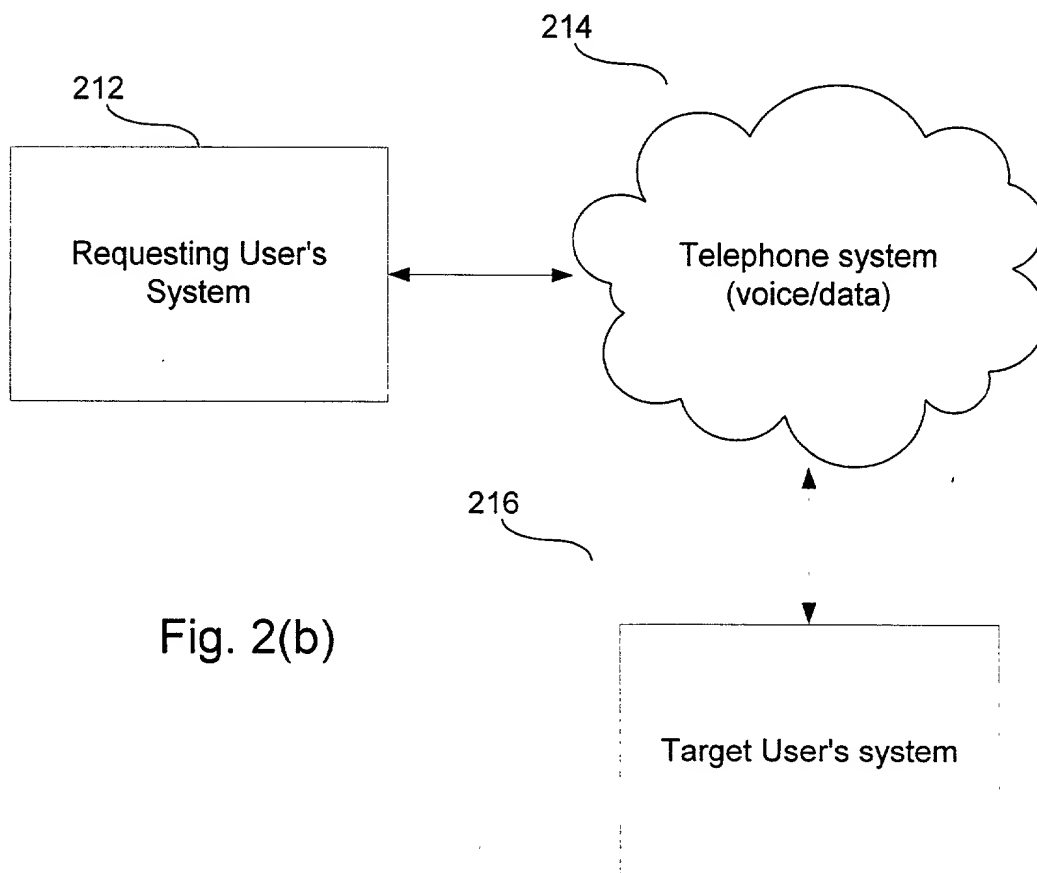 214
212
Requesting User's
System
Telephone system
(voice/data)
216
Fig. 2(b)
Target User's system